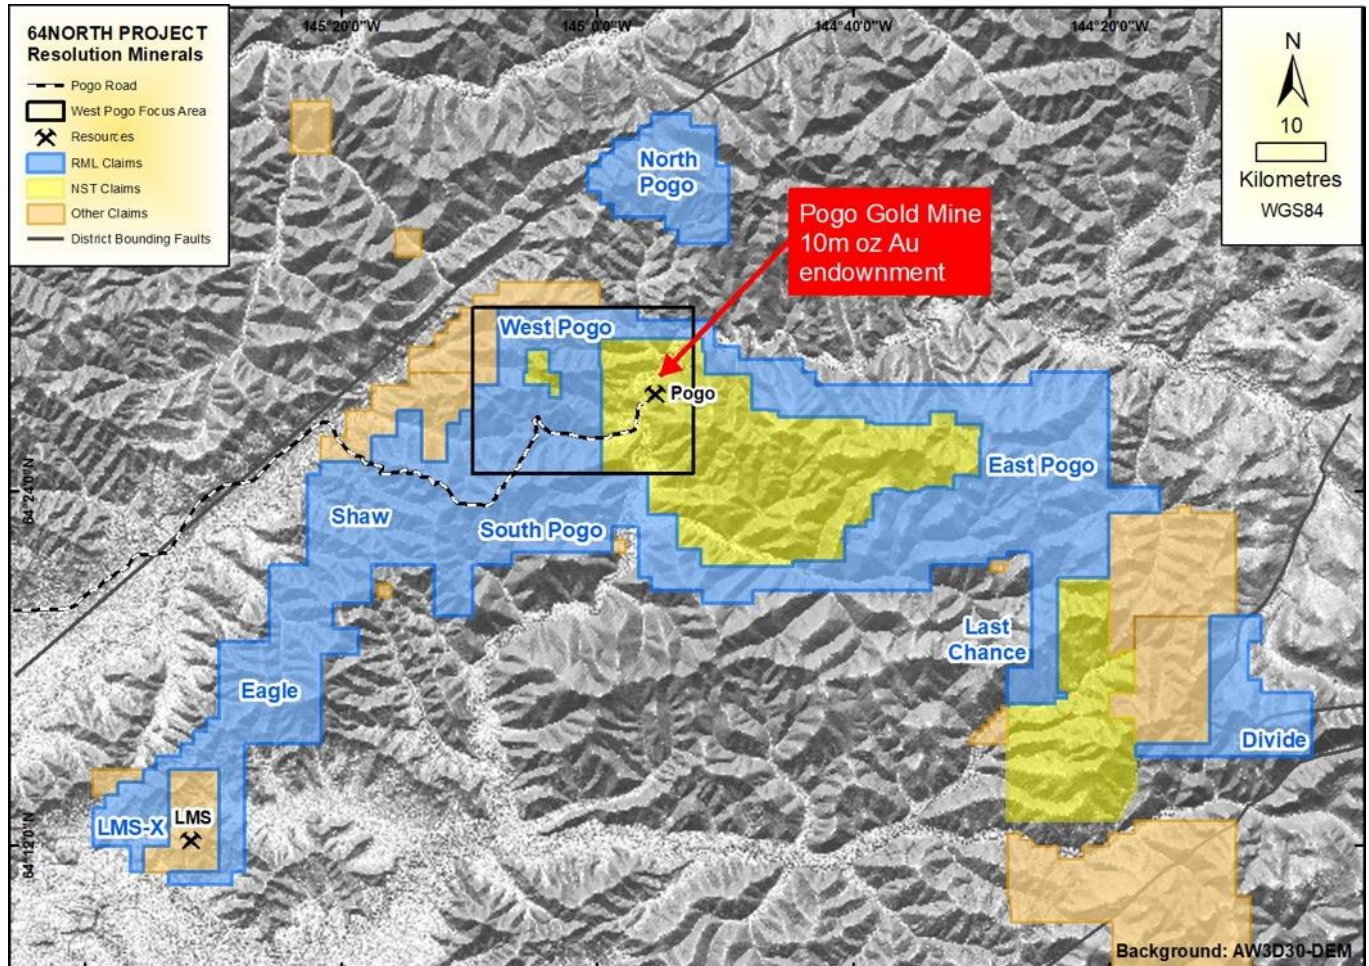 64NORTH PROJECT
Resolution Minerals
Pogo Road
West Pogo Focus Area
Resources
RML Claims
NST Claims
Other Claims
District Bounding Faults
145°20'0"W
145°0'0"W
144°40'0"W
144°20'0"W
N
10
Kilometres
WGS84
North
Pogo
Pogo Gold Mine
10m oz Au
endownment
West Pogo
Pogo
East Pogo
64°24'0"N
Shaw
South Pogo
Last
Chance
Eagle
Divide
LMS-X
LMS
64°12'0"N
Background: AW3D30-DEM